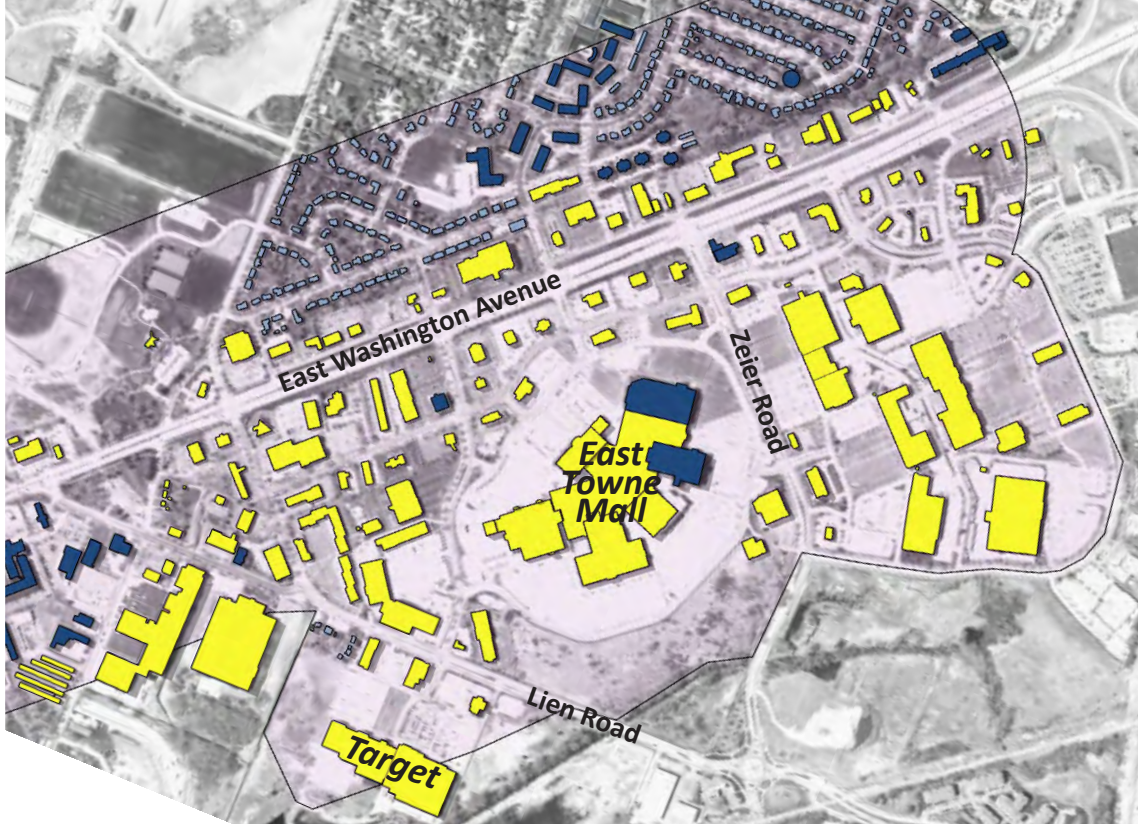 East Washington Avenue
Zeier Road
East
Towne
Mall
Lien Road
Target